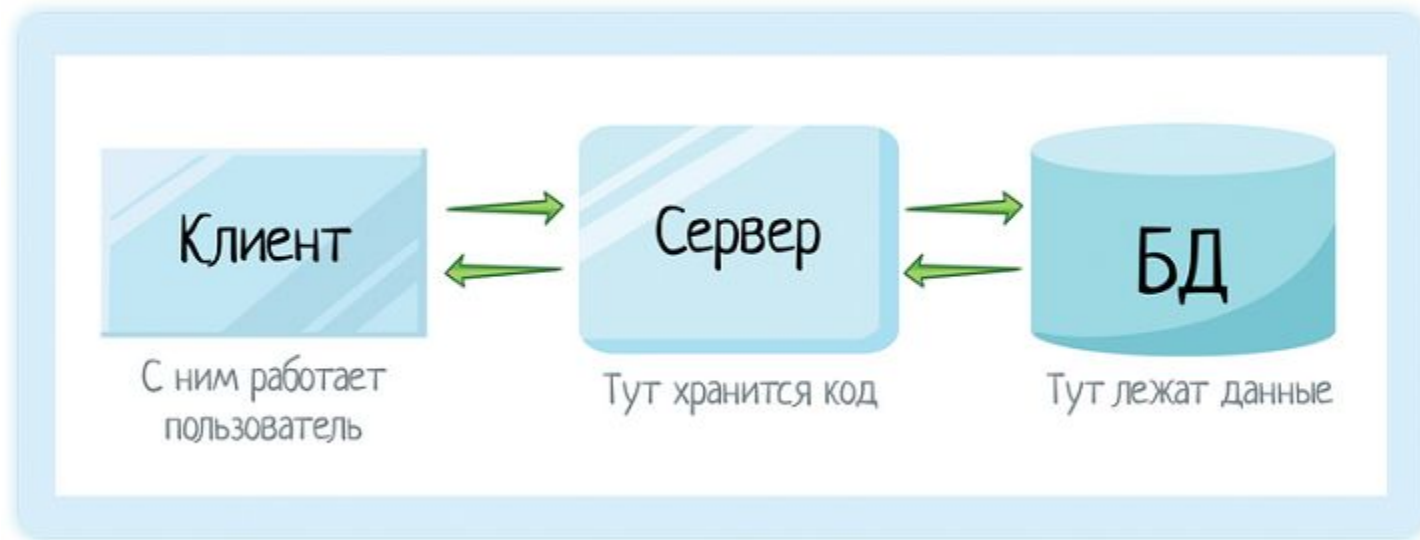 Клиент
С ним работает
пользователь
Сервер
Тут хранится код
БД
Тут лежат данные